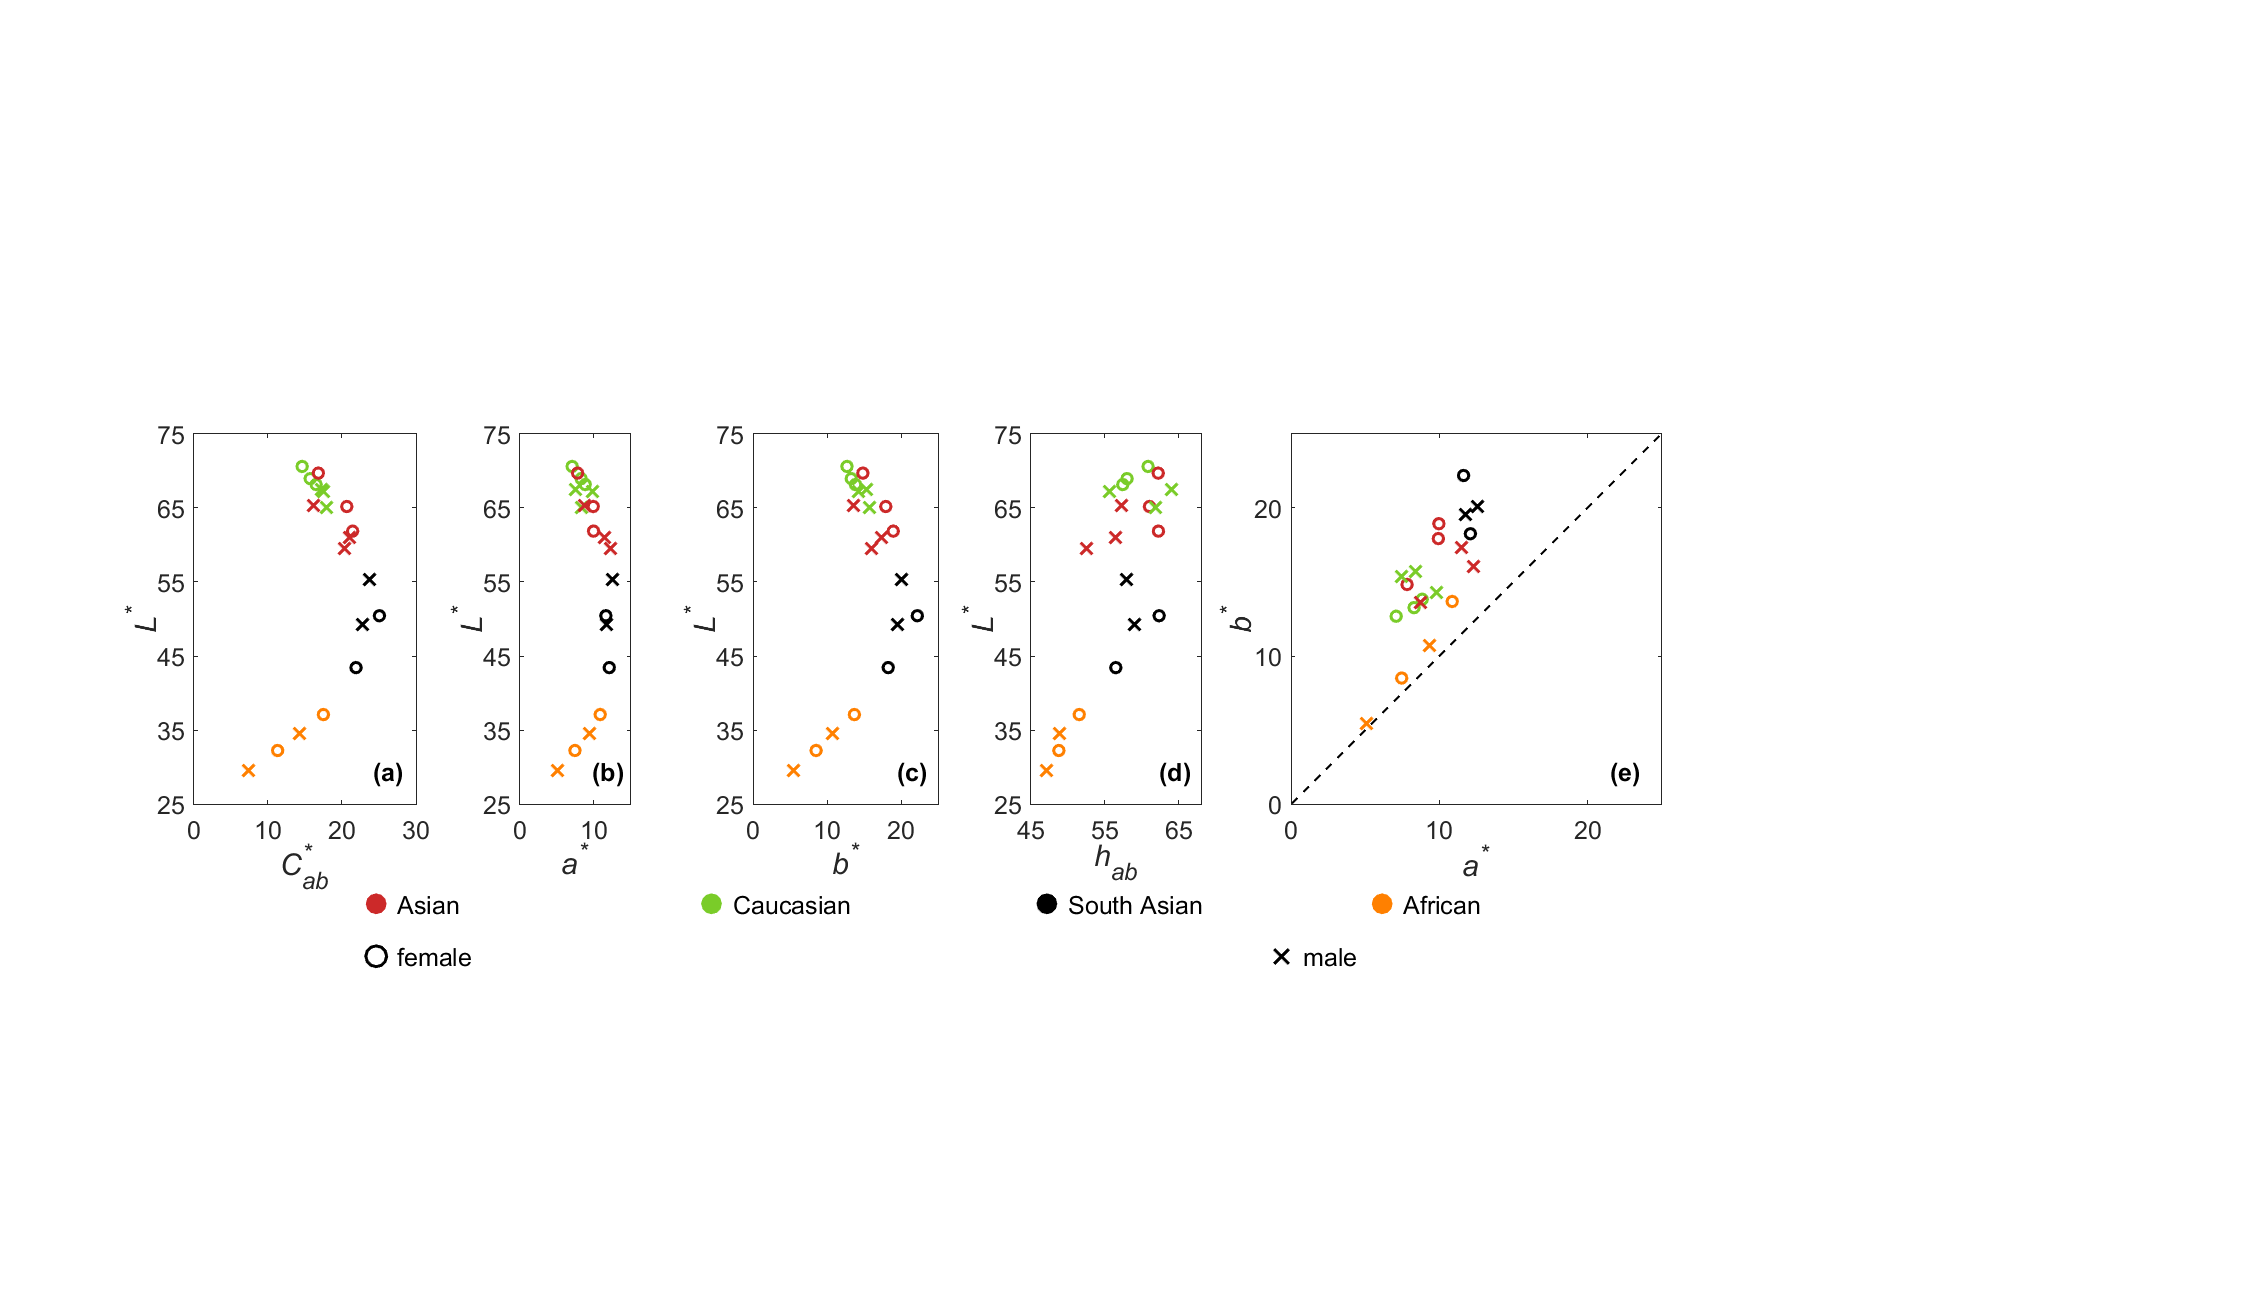 75 75 75 75
65 65 65 65 20
55 55 55 55
L* L* L* L* b*
45 45 45 45 10
35 35 35 35
(a) (b) (c) (d) (e)
25 25 25 25 0
0 10 20 30 0 10 0 10 20 45 55 65 0 10 20
C*ab a* b* hab a*
Asian Caucasian South Asian African
female male